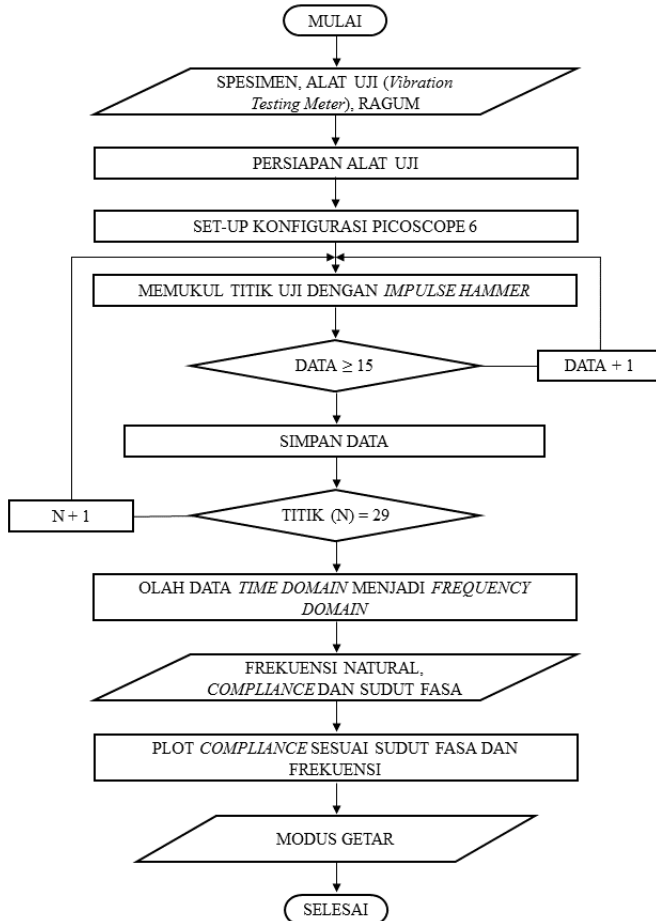 MULAI
SPESIMEN, ALAT UJI (Vibration
Testing Meter), RAGUM
PERSIAPAN ALAT UJI
SET-UP KONFIGURASI PICOSCOPE 6
MEMUKUL TITIK UJI DENGAN IMPULSE HAMMER
DATA ≥ 15
DATA + 1
SIMPAN DATA
N + 1
TITIK (N) = 29
OLAH DATA TIME DOMAIN MENJADI FREQUENCY
DOMAIN
FREKUENSI NATURAL,
COMPLIANCE DAN SUDUT FASA
PLOT COMPLIANCE SESUAI SUDUT FASA DAN
FREKUENSI
MODUS GETAR
SELESAI